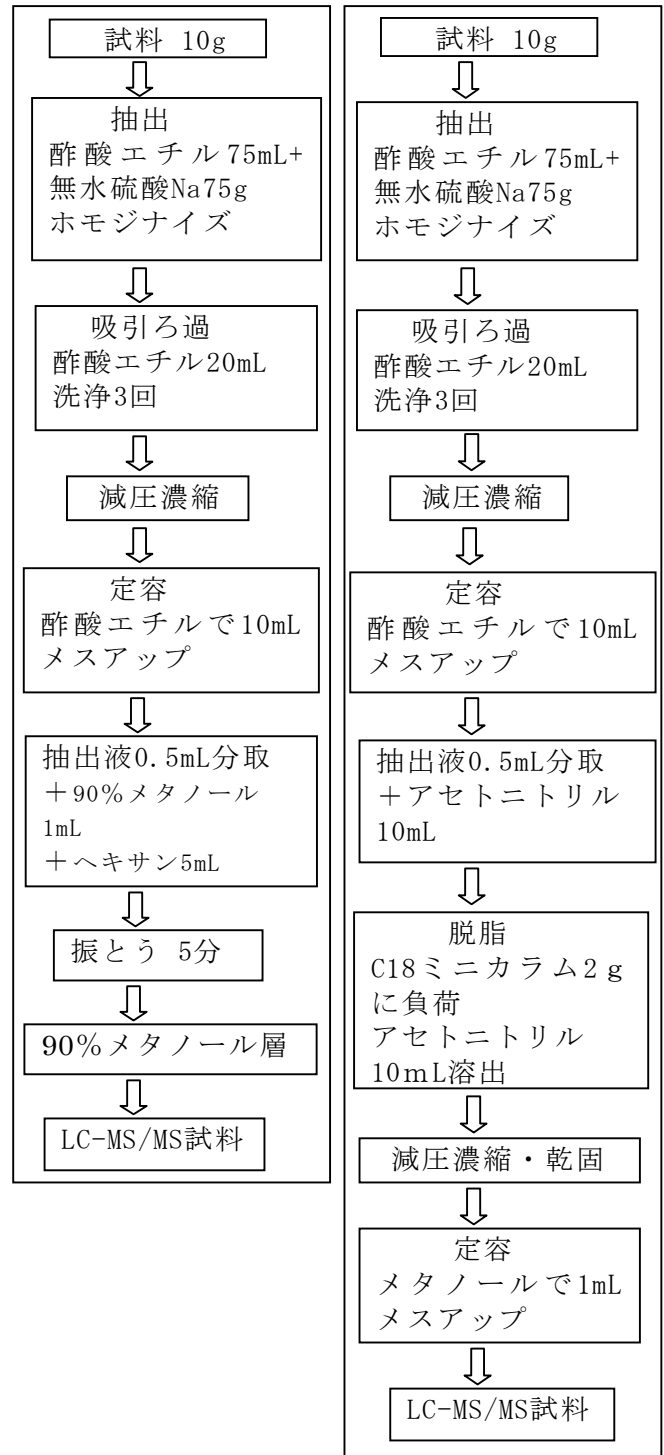 試料 10g
抽出
酢酸エチル75mL+
無水硫酸Na75g
ホモジナイズ
吸引ろ過
酢酸エチル20mL
洗浄3回
減圧濃縮
定容
酢酸エチルで10mL
メスアップ
抽出液0.5mL分取
＋90％メタノール
1mL
＋ヘキサン5mL
振とう 5分
90％メタノール層
LC-MS/MS試料
試料 10g
抽出
酢酸エチル75mL+
無水硫酸Na75g
ホモジナイズ
吸引ろ過
酢酸エチル20mL
洗浄3回
減圧濃縮
定容
酢酸エチルで10mL
メスアップ
抽出液0.5mL分取
＋アセトニトリル
10mL
脱脂
C18ミニカラム2ｇ
に負荷
アセトニトリル
10ｍL溶出
減圧濃縮・乾固
定容
メタノールで1mL
メスアップ
LC-MS/MS試料